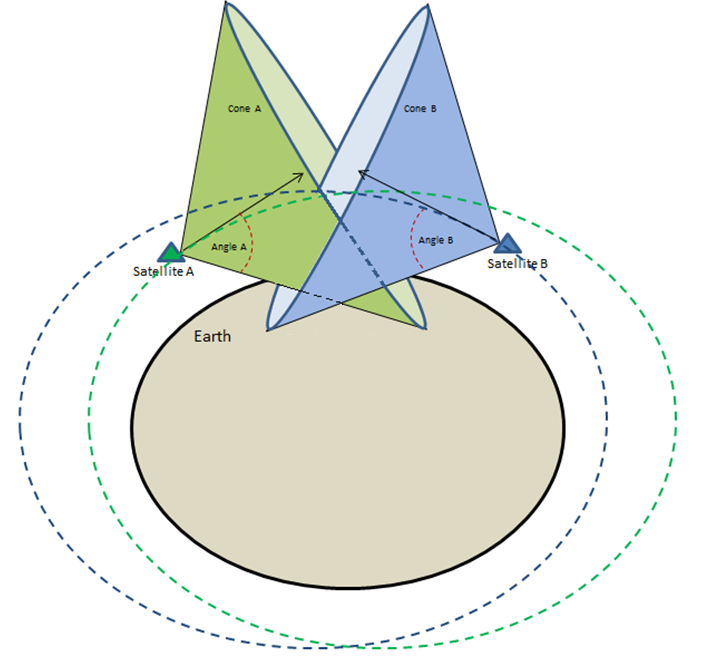 Cone A
Cone B
Angle A
Angle B
Satellite A
Satellite B
Earth